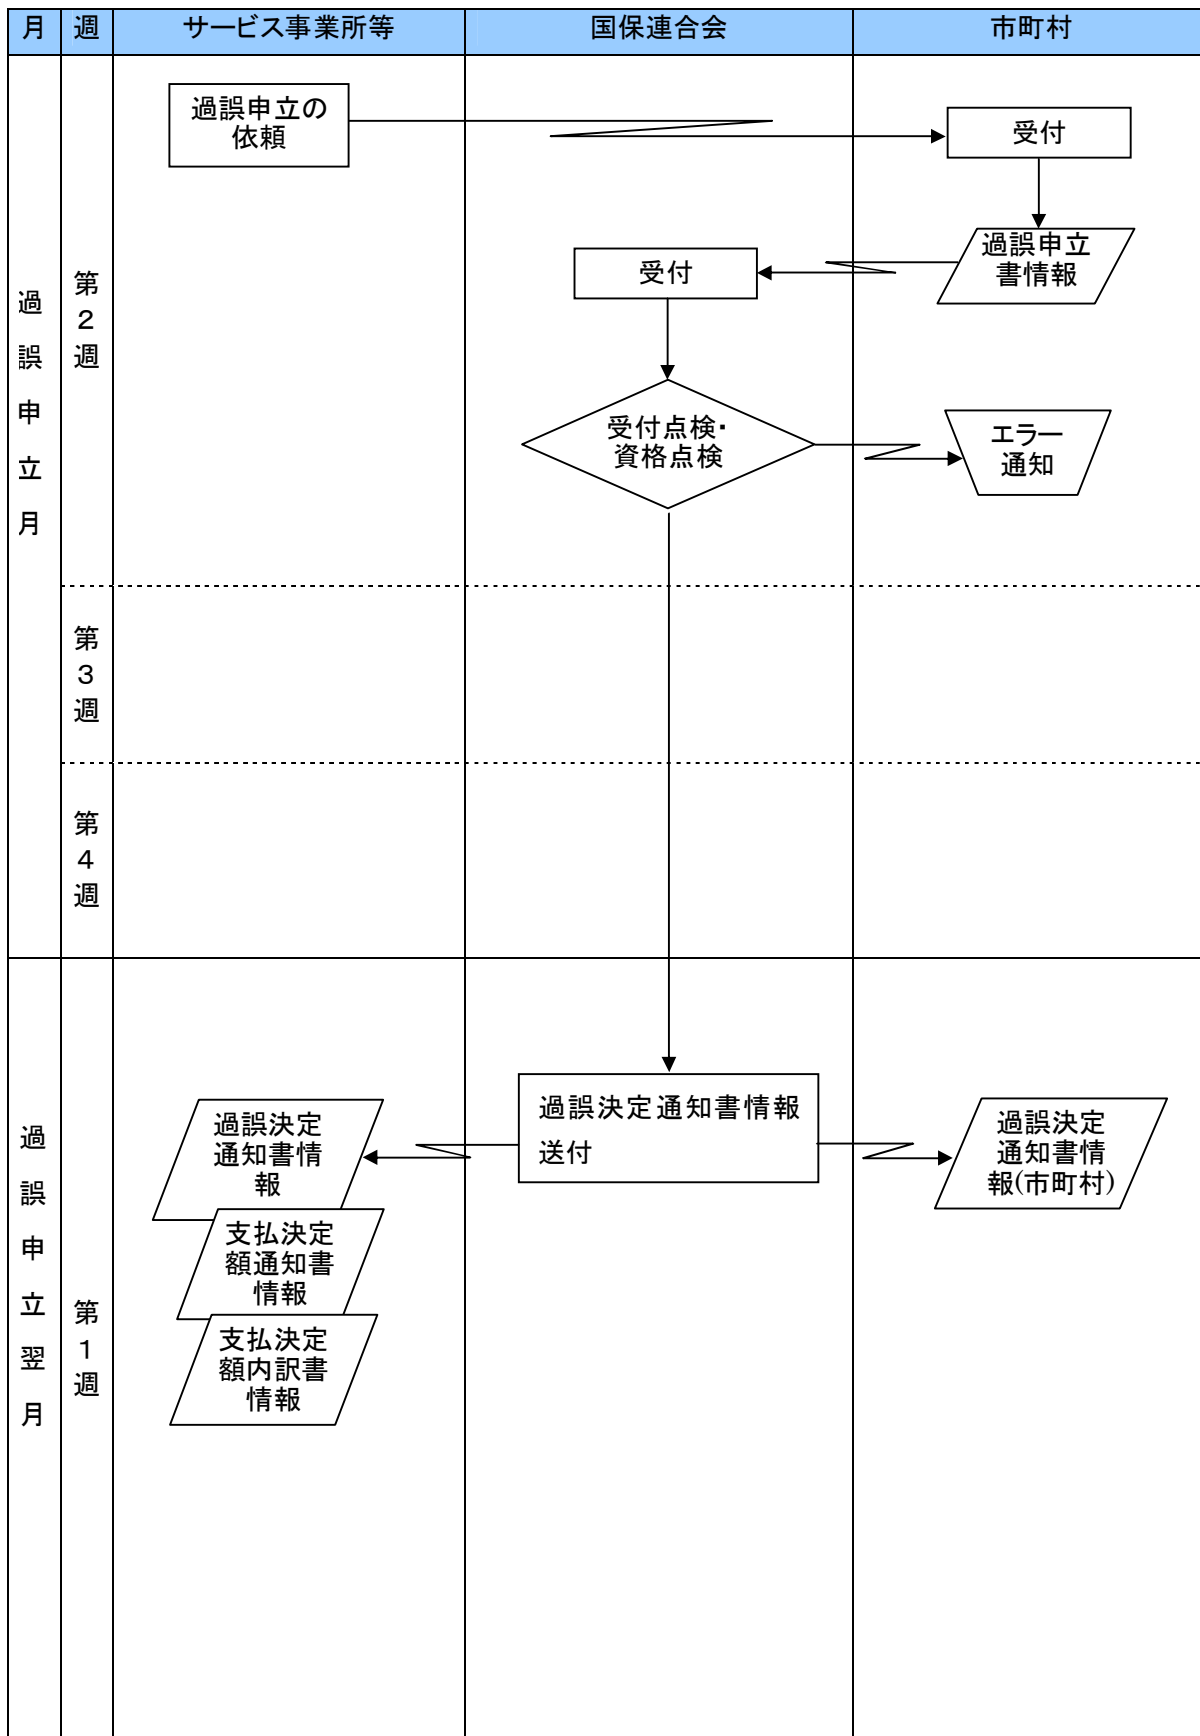 月 週 サービス事業所等 国保連合会 市町村
過誤申立月
第2週
過誤申立の
依頼
受付
過誤申立
書情報
受付
受付点検・
資格点検
エラー
通知
第3週
第4週
過誤申立翌月
第1週
過誤決定通知書情報
送付
過誤決定
通知書情
報
支払決定
額通知書
情報
支払決定
額内訳書
情報
過誤決定
通知書情
報(市町村)